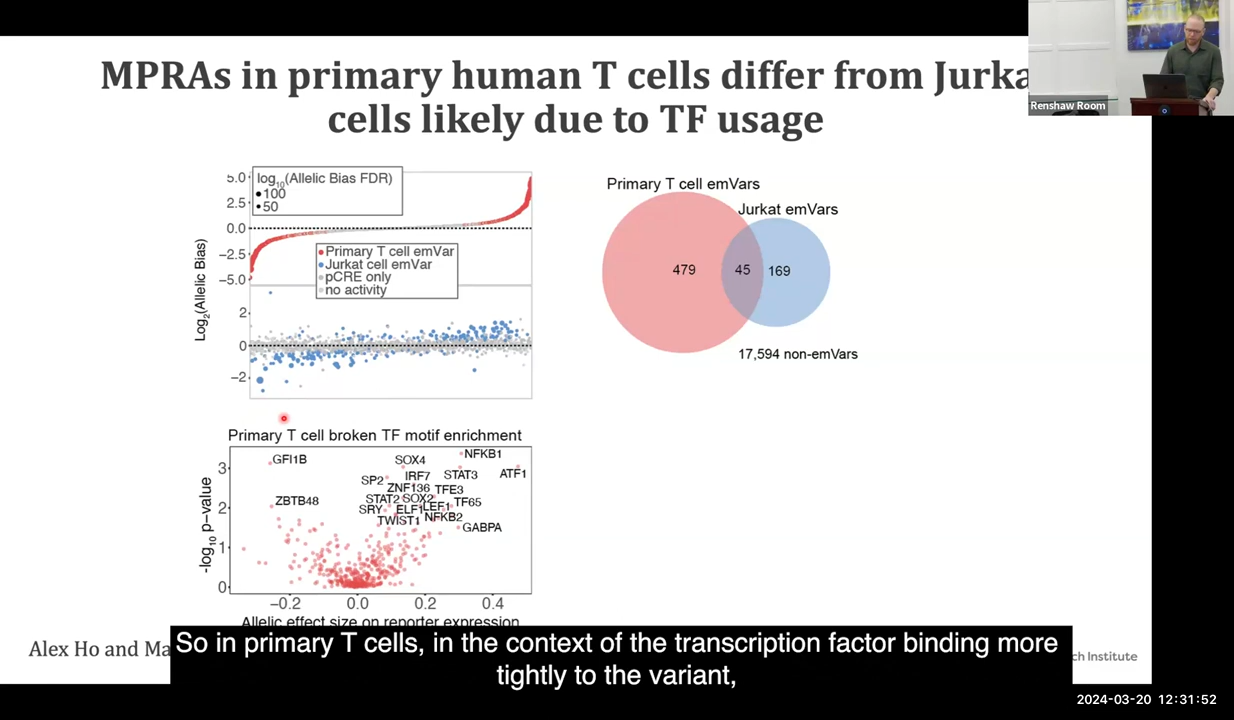 MPRAs in primary human T cells differ from Jurka
cells likely due to TF usage
Renshaw Room
log10(Allelic Bias FDR)
100
50
5.0
2.5
0.0
−2.5
−5.0
Primary T cell emVar
Jurkat cell emVar
pCRE only
no activity
Log2(Allelic Bias)
2
0
−2
Primary T cell emVars
Jurkat emVars
479
45
169
17,594 non-emVars
Primary T cell broken TF motif enrichment
-log10 p-value
3
2
1
0
GFI1B
SOX4
NFKB1
SP2
IRF7
STAT3
ATF1
ZNF136
TFE3
ZBTB48
STAT2
SOX2
TF65
SRY
ELF1
LEF1
TWIST1
NFKB2
GABPA
−0.2
0.0
0.2
0.4
Allelic effect size on reporter expression
Alex Ho and Ma
So in primary T cells, in the context of the transcription factor binding more
tightly to the variant,
ch Institute
2024-03-20 12:31:52